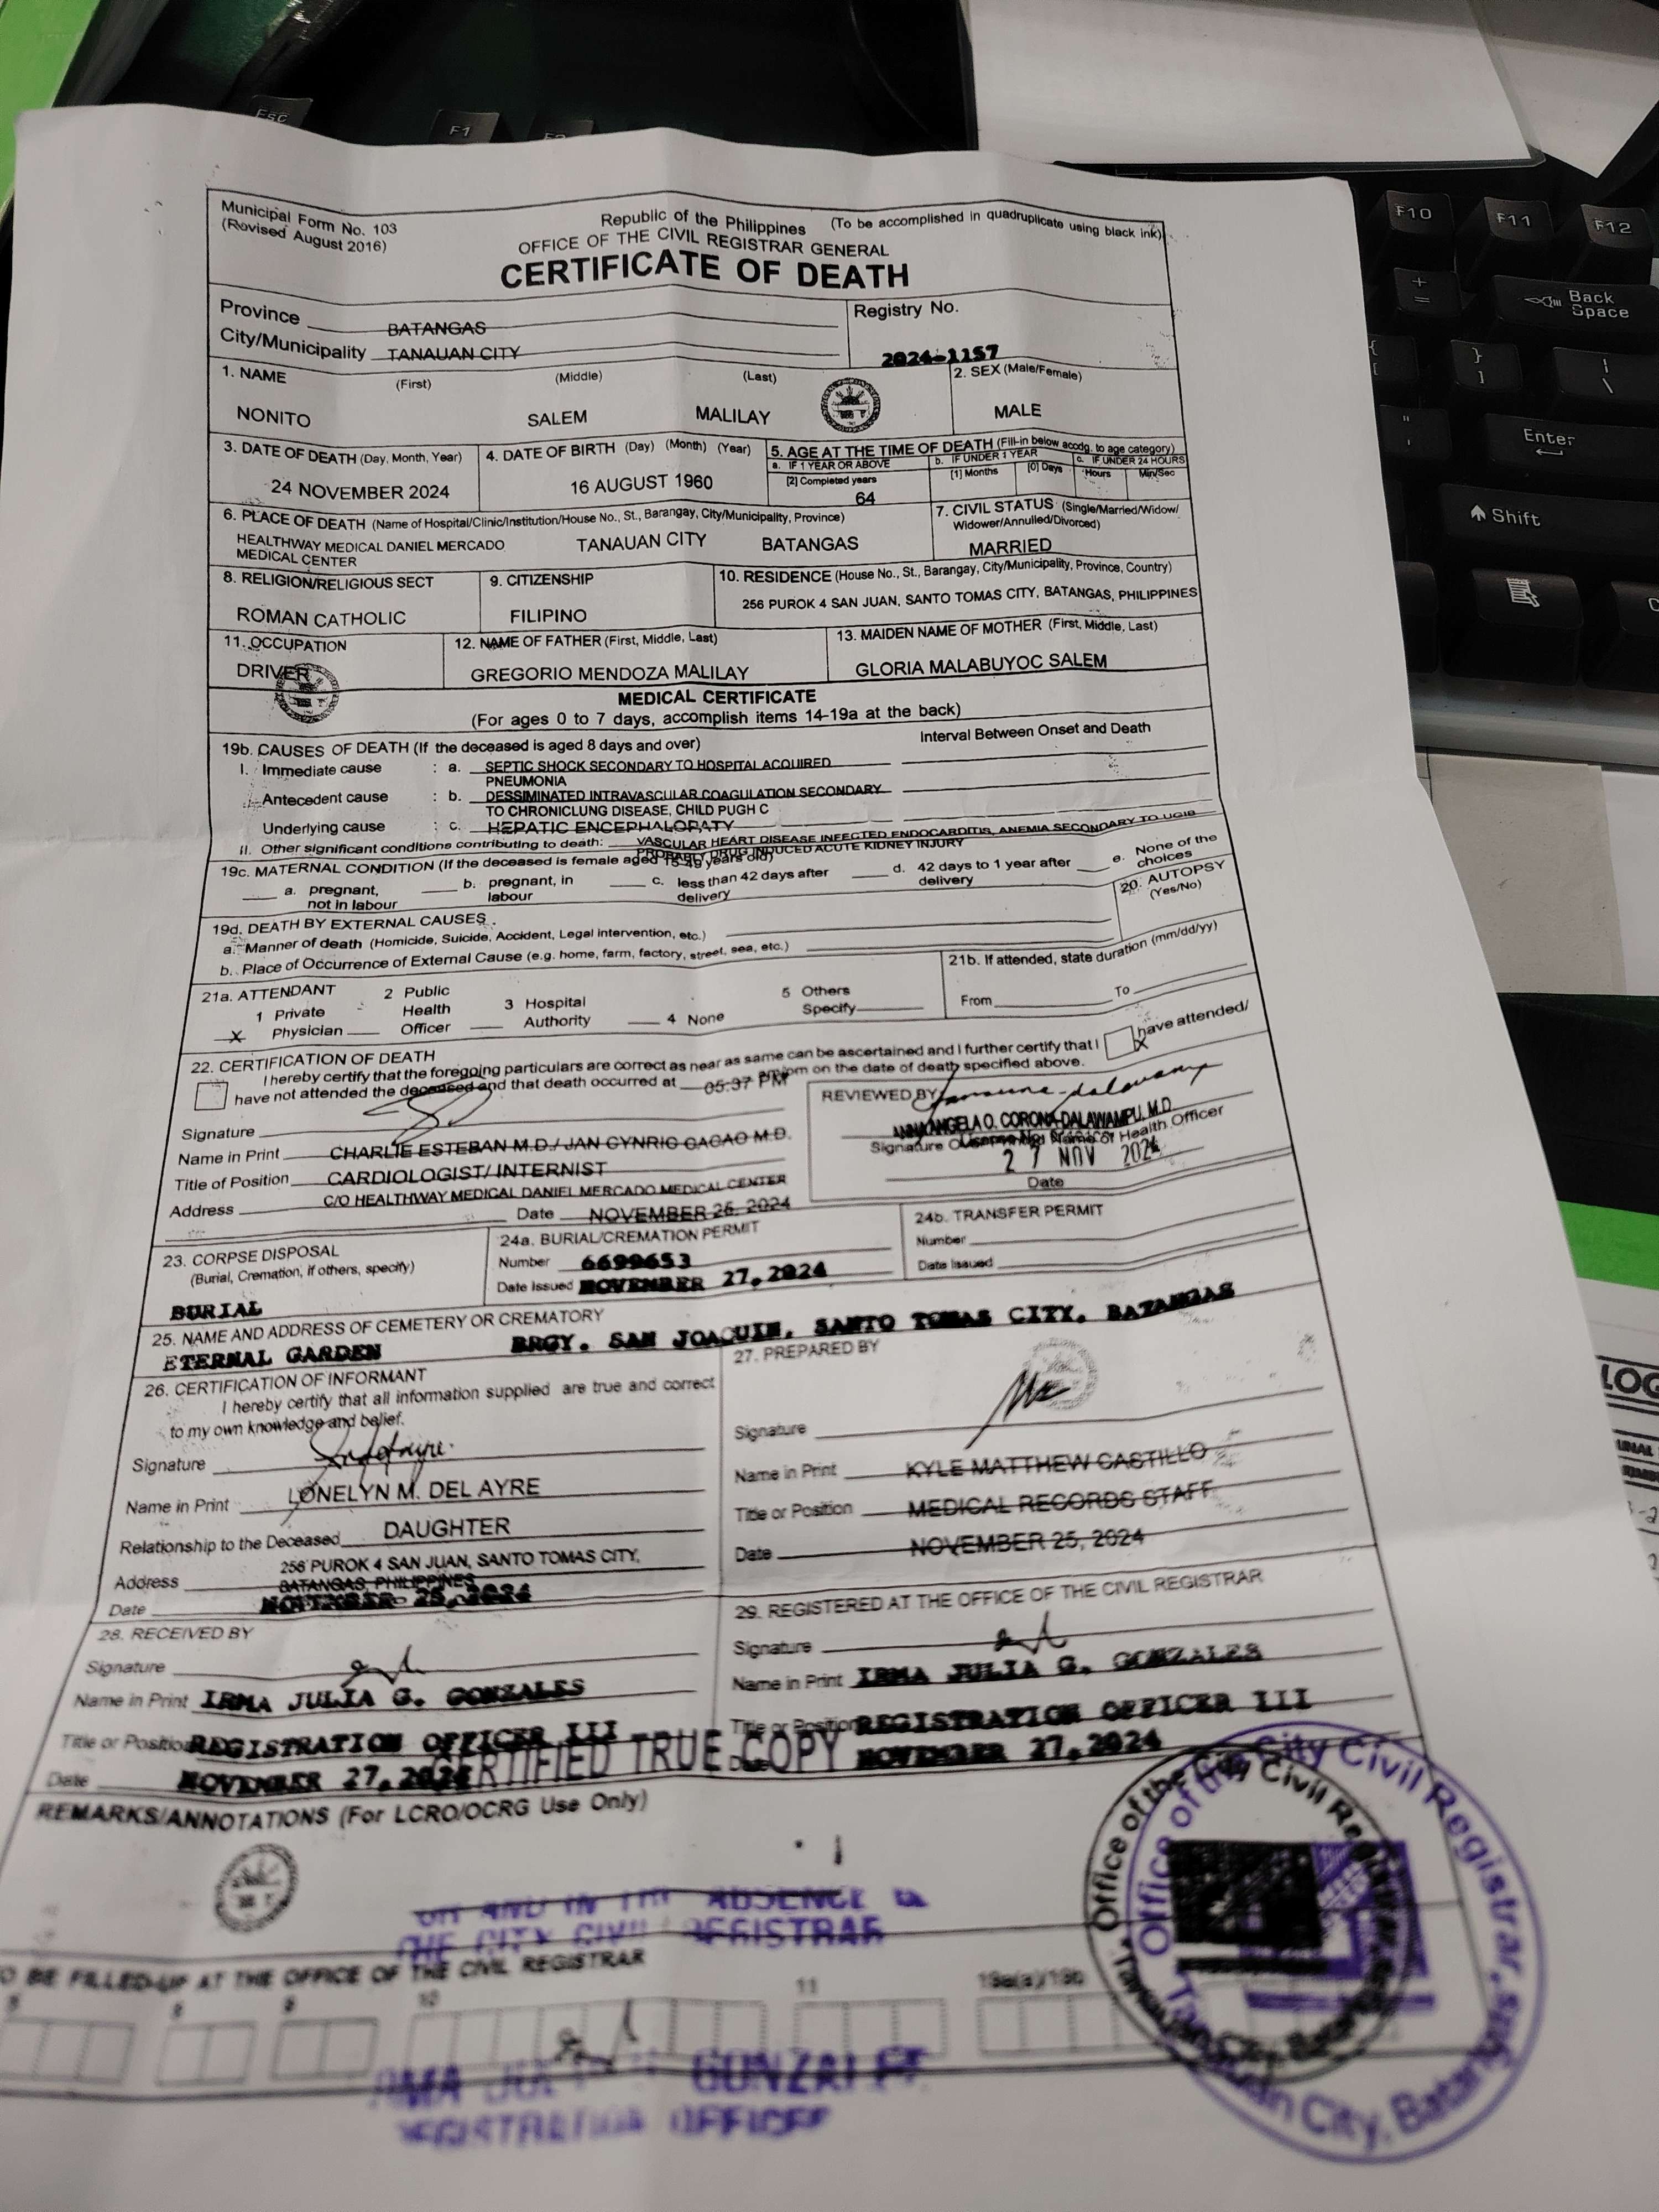 Esc
F1
F10
F11
F12
Back
Space
Enter
Shift
Municipal Form No. 103
(Revised August 2016)
Republic of the Philippines
(To be accomplished in quadruplicate using black ink)
OFFICE OF THE CIVIL REGISTRAR GENERAL
CERTIFICATE OF DEATH
Province BATANGAS
City/Municipality TANAUAN CITY
Registry No.
2024-1157
1. NAME (First) (Middle) (Last)
NONITO SALEM MALILAY
2. SEX (Male/Female)
MALE
3. DATE OF DEATH (Day, Month, Year)
24 NOVEMBER 2024
4. DATE OF BIRTH (Day) (Month) (Year)
16 AUGUST 1960
5. AGE AT THE TIME OF DEATH (Fill-in below accdg. to age category)
a. IF 1 YEAR OR ABOVE
[2] Completed years
64
b. IF UNDER 1 YEAR
[1] Months [0] Days
c. IF UNDER 24 HOURS
Hours Min/Sec
6. PLACE OF DEATH (Name of Hospital/Clinic/Institution/House No., St., Barangay, City/Municipality, Province)
HEALTHWAY MEDICAL DANIEL MERCADO
MEDICAL CENTER
TANAUAN CITY BATANGAS
7. CIVIL STATUS (Single/Married/Widow/
Widower/Annulled/Divorced)
MARRIED
8. RELIGION/RELIGIOUS SECT
ROMAN CATHOLIC
9. CITIZENSHIP
FILIPINO
10. RESIDENCE (House No., St., Barangay, City/Municipality, Province, Country)
256 PUROK 4 SAN JUAN, SANTO TOMAS CITY, BATANGAS, PHILIPPINES
11. OCCUPATION
DRIVER
12. NAME OF FATHER (First, Middle, Last)
GREGORIO MENDOZA MALILAY
13. MAIDEN NAME OF MOTHER (First, Middle, Last)
GLORIA MALABUYOC SALEM
MEDICAL CERTIFICATE
(For ages 0 to 7 days, accomplish items 14-19a at the back)
19b. CAUSES OF DEATH (If the deceased is aged 8 days and over)
Interval Between Onset and Death
I. Immediate cause : a. SEPTIC SHOCK SECONDARY TO HOSPITAL ACQUIRED
PNEUMONIA
Antecedent cause : b. DESSIMINATED INTRAVASCULAR COAGULATION SECONDARY
TO CHRONICLUNG DISEASE, CHILD PUGH C
Underlying cause : c. HEPATIC ENCEPHALOPATY
II. Other significant conditions contributing to death: VASCULAR HEART DISEASE INFECTED ENDOCARDITIS, ANEMIA SECONDARY TO UGIB
PROBABLY DRUG INDUCED ACUTE KIDNEY INJURY
19c. MATERNAL CONDITION (If the deceased is female aged 15-49 years old)
a. pregnant,
not in labour
b. pregnant, in
labour
c. less than 42 days after
delivery
d. 42 days to 1 year after
delivery
e. None of the
choices
19d. DEATH BY EXTERNAL CAUSES
a. Manner of death (Homicide, Suicide, Accident, Legal intervention, etc.)
b. Place of Occurrence of External Cause (e.g. home, farm, factory, street, sea, etc.)
20. AUTOPSY
(Yes/No)
21a. ATTENDANT
X 1 Private
Physician
2 Public
Health
Officer
3 Hospital
Authority
4 None
5 Others
Specify
21b. If attended, state duration (mm/dd/yy)
From To
22. CERTIFICATION OF DEATH
I hereby certify that the foregoing particulars are correct as near as same can be ascertained and I further certify that I X have attended/
have not attended the deceased and that death occurred at 05:37 PM am/pm on the date of death specified above.
Signature
Name in Print CHARLIE ESTEBAN M.D./ JAN CYNRIC CACAO M.D.
Title of Position CARDIOLOGIST/ INTERNIST
Address C/O HEALTHWAY MEDICAL DANIEL MERCADO MEDICAL CENTER
Date NOVEMBER 25, 2024
REVIEWED BY
ANNA ANGELA O. CORONA-DALAWAMPU, M.D.
Name of Health Officer
27 NOV 2024
Date
23. CORPSE DISPOSAL
(Burial, Cremation, if others, specify)
BURIAL
24a. BURIAL/CREMATION PERMIT
Number 6699653
Date Issued NOVEMBER 27, 2024
24b. TRANSFER PERMIT
Number
Date Issued
25. NAME AND ADDRESS OF CEMETERY OR CREMATORY
ETERNAL GARDEN BRGY. SAN JOAQUIN, SANTO TOMAS CITY, BATANGAS
26. CERTIFICATION OF INFORMANT
I hereby certify that all information supplied are true and correct
to my own knowledge and belief.
Signature
Name in Print LONELYN M. DEL AYRE
Relationship to the Deceased DAUGHTER
Address 256 PUROK 4 SAN JUAN, SANTO TOMAS CITY,
BATANGAS, PHILIPPINES
Date NOVEMBER 25, 2024
27. PREPARED BY
Signature
Name in Print KYLE MATTHEW CASTILLO
Title or Position MEDICAL RECORDS STAFF
Date NOVEMBER 25, 2024
28. RECEIVED BY
Signature
Name in Print IRMA JULIA G. GONZALES
Title or Position REGISTRATION OFFICER III
Date NOVEMBER 27, 2024
29. REGISTERED AT THE OFFICE OF THE CIVIL REGISTRAR
Signature
Name in Print IRMA JULIA G. GONZALES
Title or Position REGISTRATION OFFICER III
Date NOVEMBER 27, 2024
CERTIFIED TRUE COPY
REMARKS/ANNOTATIONS (For LCRO/OCRG Use Only)
AND IN THE ABSENCE
THE CITY CIVIL REGISTRAR
O BE FILLED-UP AT THE OFFICE OF THE CIVIL REGISTRAR
8 9 10 11 19a(a)/19b
GONZALES
REGISTRATION OFFICER
Office of the City Civil Registrar
Tanauan City, Batangas